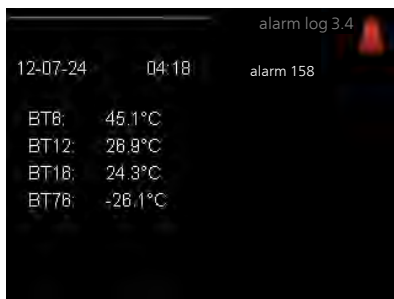 alarm log 3.4
12-07-24 04:18 alarm 158
BT6: 45.1°C
BT12: 26.9°C
BT16: 24.3°C
BT76: -26.1°C